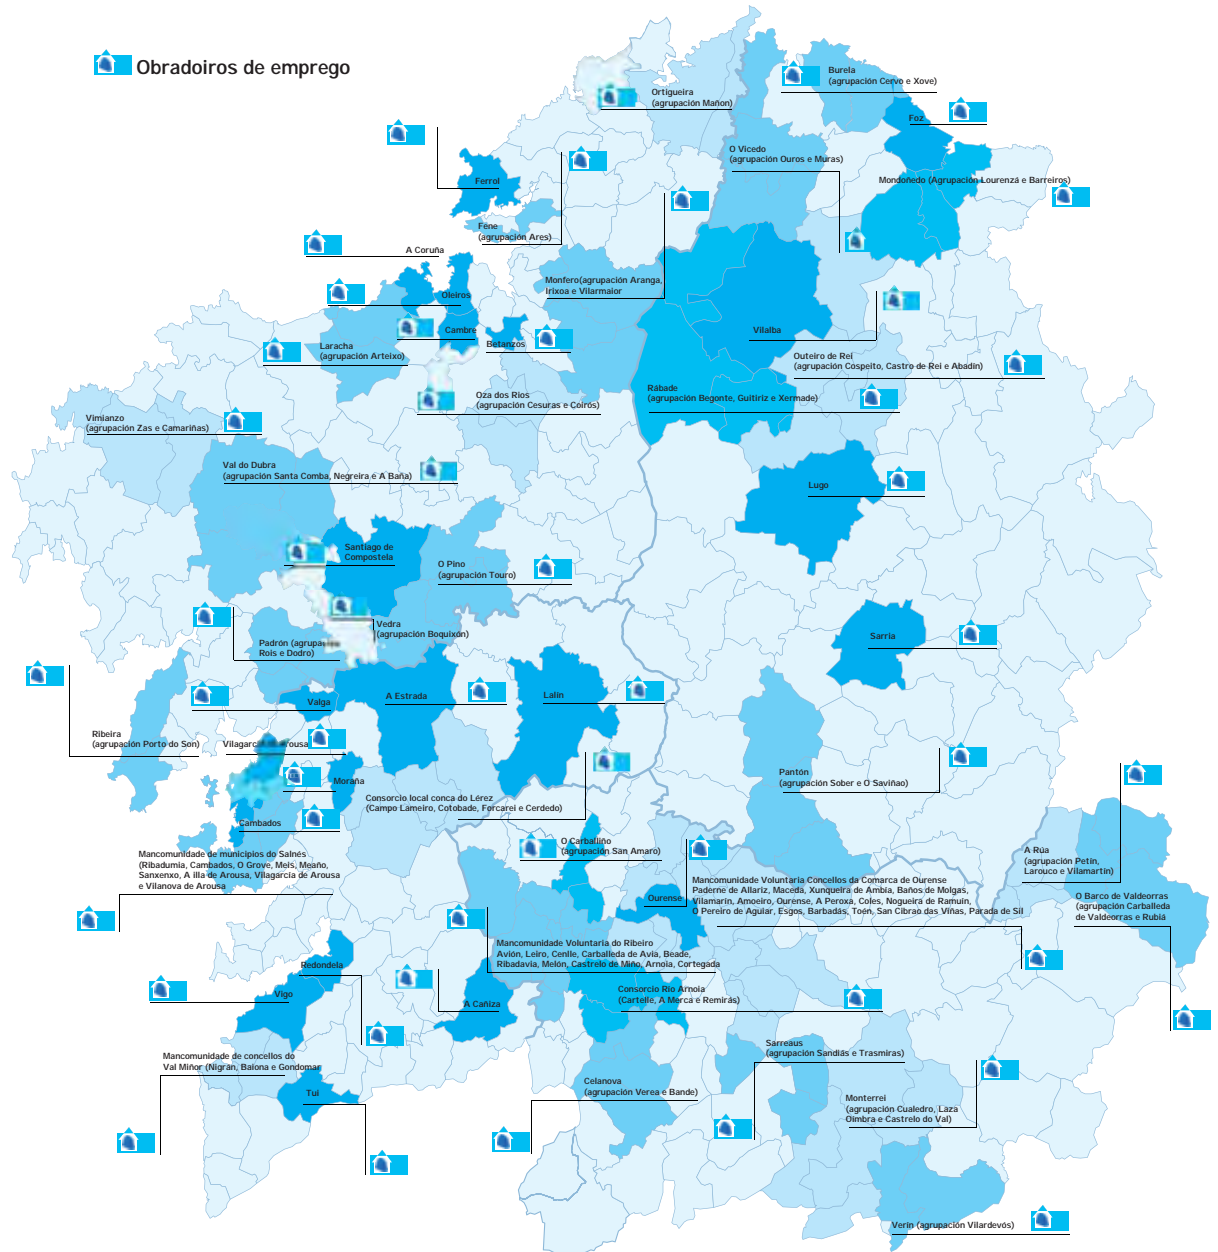 Obradoiros de emprego
Ortigueira
(agrupación Mañon)
Burela
(agrupación Cervo e Xove)
Foz
O Vicedo
(agrupación Ouros e Muras)
Mondoñedo (Agrupación Lourenzá e Barreiros)
Ferrol
Fene
(agrupación Ares)
A Coruña
Monfero(agrupación Aranga,
Irixoa e Vilarmaior
Oleiros
Cambre
Betanzos
Vilalba
Laracha
(agrupación Arteixo)
Outeiro de Rei
(agrupación Cospeito, Castro de Rei e Abadín)
Rábade
(agrupación Begonte, Guitiriz e Xermade)
Oza dos Ríos
(agrupación Cesuras e Coirós)
Vimianzo
(agrupación Zas e Camariñas)
Val do Dubra
(agrupación Santa Comba, Negreira e A Baña)
Lugo
Santiago de
Compostela
O Pino
(agrupación Touro)
Vedra
(agrupación Boquixón)
Padrón (agrupa
Rois e Dodro)
Sarria
Valga
A Estrada
Lalín
Ribeira
(agrupación Porto do Son)
Vilagarcía de Arousa
Moraña
Pantón
(agrupación Sober e O Saviñao)
Consorcio local conca do Lérez
(Campo Lameiro, Cotobade, Forcarei e Cerdedo)
Cambados
O Carballiño
(agrupación San Amaro)
Mancomunidade de municipios do Salnés
(Ribadumia, Cambados, O Grove, Meis, Meaño,
Sanxenxo, A illa de Arousa, Vilagarcía de Arousa
e Vilanova de Arousa
A Rúa
(agrupación Petín,
Larouco e Vilamartín)
Mancomunidade Voluntaria Concellos da Comarca de Ourense
Paderne de Allariz, Maceda, Xunqueira de Ambía, Baños de Molgas,
Vilamarín, Amoeiro, Ourense, A Peroxa, Coles, Nogueira de Ramuín,
O Pereiro de Aguiar, Esgos, Barbadás, Toén, San Cibrao das Viñas, Parada de Sil
Ourense
O Barco de Valdeorras
(agrupación Carballeda
de Valdeorras e Rubiá
Mancomunidade Voluntaria do Ribeiro
Avión, Leiro, Cenlle, Carballeda de Avia, Beade,
Ribadavia, Melón, Castrelo de Miño, Arnoia, Cortegada
Redondela
Vigo
A Cañiza
Consorcio Río Arnoia
(Cartelle, A Merca e Remirás)
Mancomunidade de concellos do
Val Miñor (Nigrán, Baiona e Gondomar
Sarreaus
(agrupación Sandiás e Trasmiras)
Tui
Celanova
(agrupación Verea e Bande)
Monterrei
(agrupación Cualedro, Laza
Oímbra e Castrelo do Val)
Verín (agrupación Vilardevós)